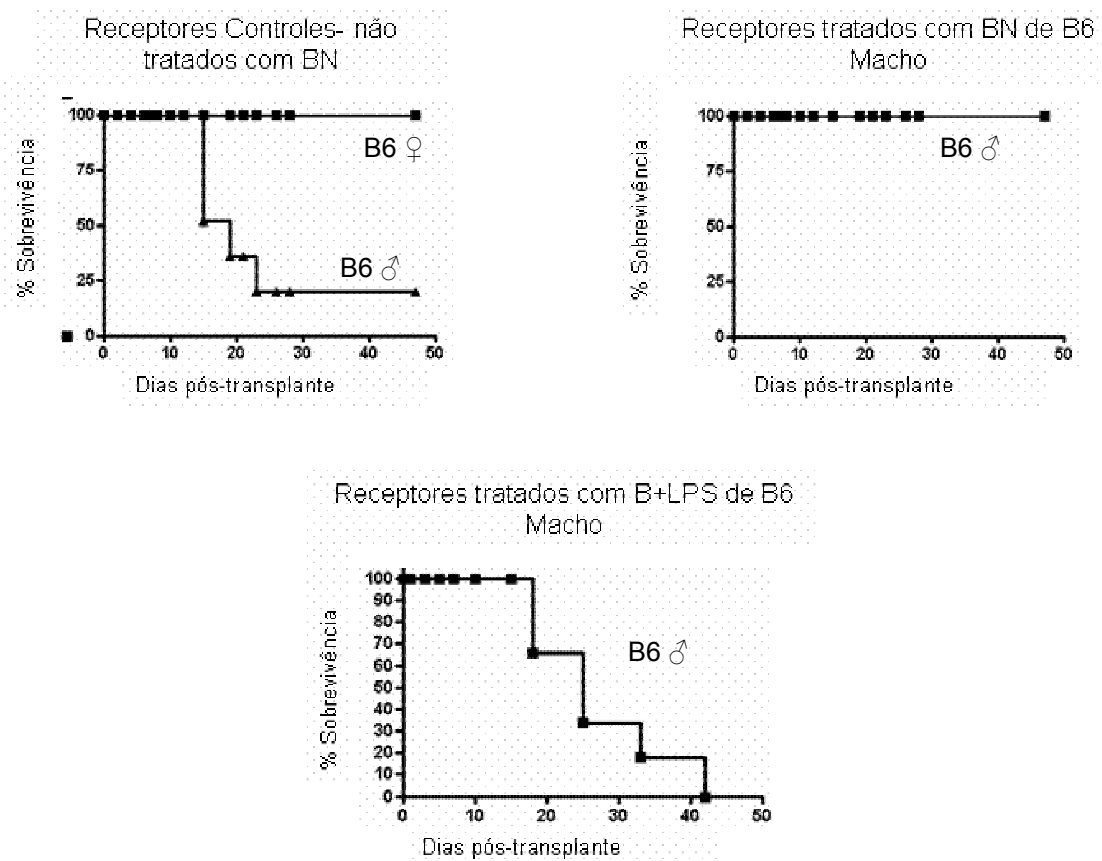 Receptores Controles- não
tratados com BN
% Sobrevivência
100
75
50
25
0
B6 ♀
B6 ♂
0 10 20 30 40 50
Dias pós-transplante
Receptores tratados com BN de B6
Macho
% Sobrevivência
100
75
50
25
0
B6 ♂
0 10 20 30 40 50
Dias pós-transplante
Receptores tratados com B+LPS de B6
Macho
% Sobrevivência
100
90
80
70
60
50
40
30
20
10
0
B6 ♂
0 10 20 30 40 50
Dias pós-transplante